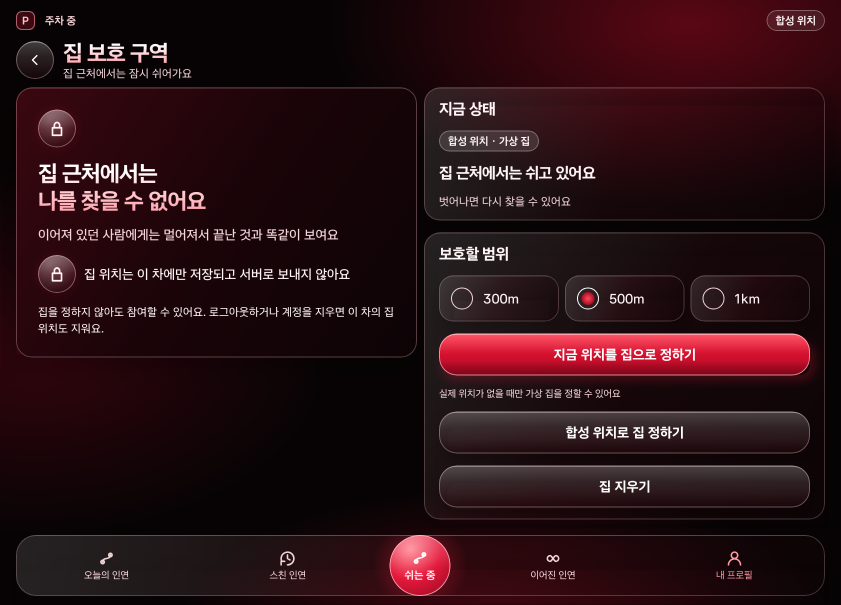 P 주차 중
합성 위치
집 보호 구역
집 근처에서는 잠시 쉬어가요
집 근처에서는
나를 찾을 수 없어요
이어져 있던 사람에게는 멀어져서 끝난 것과 똑같이 보여요
집 위치는 이 차에만 저장되고 서버로 보내지 않아요
집을 정하지 않아도 참여할 수 있어요. 로그아웃하거나 계정을 지우면 이 차의 집
위치도 지워요.
지금 상태
합성 위치 · 가상 집
집 근처에서는 쉬고 있어요
벗어나면 다시 찾을 수 있어요
보호할 범위
300m
500m
1km
지금 위치를 집으로 정하기
실제 위치가 없을 때만 가상 집을 정할 수 있어요
합성 위치로 집 정하기
집 지우기
오늘의 인연
스친 인연
쉬는 중
이어진 인연
내 프로필